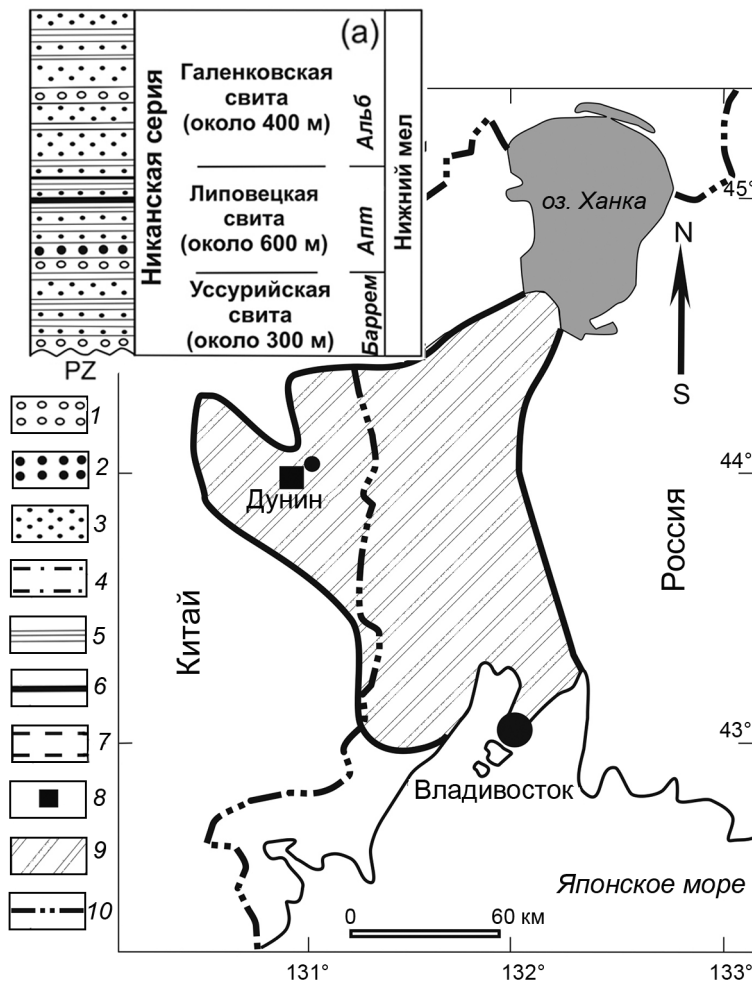 (а)
Никанская серия
Галенковская
свита
(около 400 м)
Альб
Липовецкая
свита
(около 600 м)
Апт
Уссурийская
свита
(около 300 м)
Баррем
Нижний мел
PZ
1
2
3
4
5
6
7
8
9
10
оз. Ханка
45°
N
S
44°
Дунин
Россия
Китай
43°
Владивосток
Японское море
0 60 км
131° 132° 133°